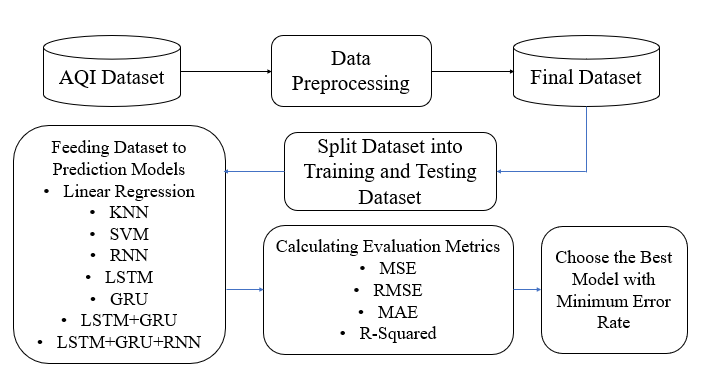 AQI Dataset
Data
Preprocessing
Final Dataset
Split Dataset into
Training and Testing
Dataset
Feeding Dataset to
Prediction Models
• Linear Regression
• KNN
• SVM
• RNN
• LSTM
• GRU
• LSTM+GRU
• LSTM+GRU+RNN
Calculating Evaluation Metrics
• MSE
• RMSE
• MAE
• R-Squared
Choose the Best
Model with
Minimum Error
Rate